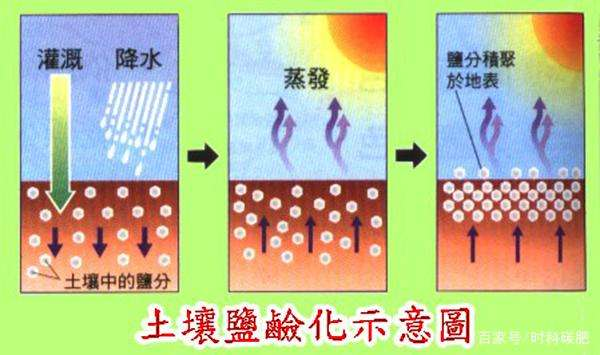 灌溉
降水
土壤中的鹽分
蒸發
鹽分積聚
於地表
土壤鹽鹼化示意圖
百家号/时科碳肥